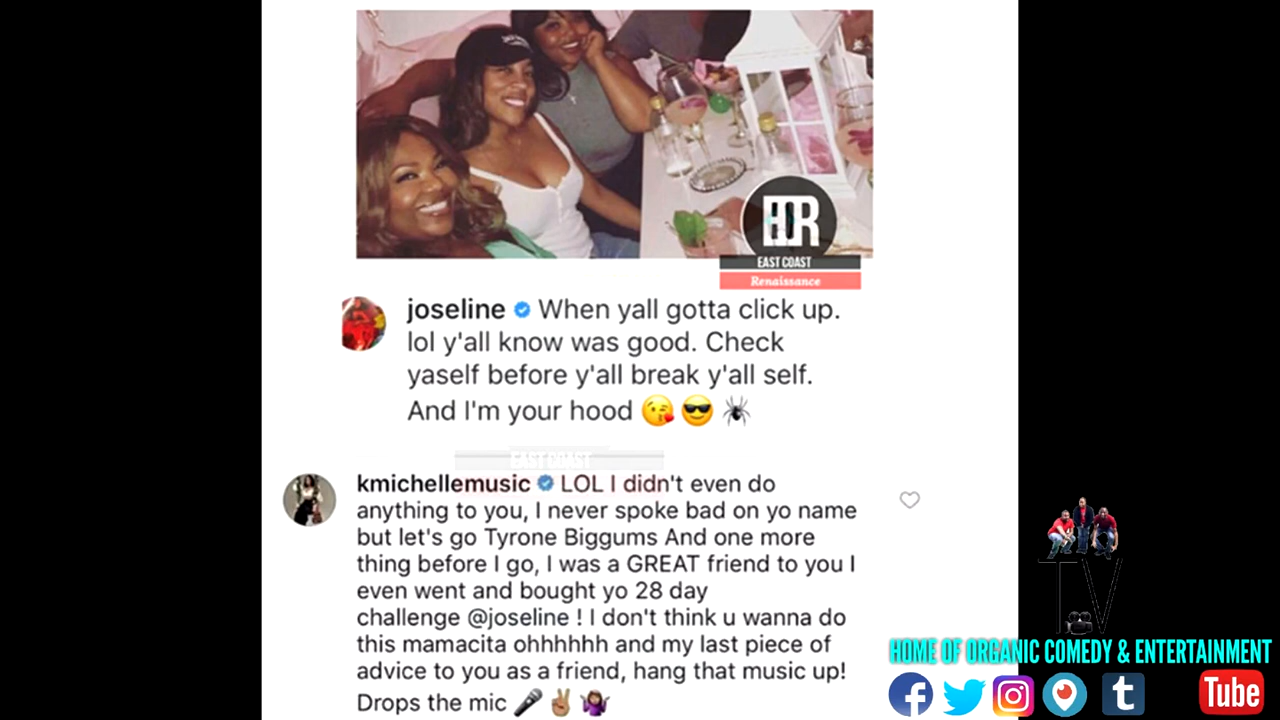 HR
EAST COAST
Renaissance
joseline When yall gotta click up.
lol y'all know was good. Check
yaself before y'all break y'all self.
And I'm your hood 😘 😎 🕷
EAST COAST
kmichellemusic LOL I didn't even do
anything to you, I never spoke bad on yo name
but let's go Tyrone Biggums And one more
thing before I go, I was a GREAT friend to you I
even went and bought yo 28 day
challenge @joseline ! I don't think u wanna do
this mamacita ohhhhhh and my last piece of
advice to you as a friend, hang that music up!
Drops the mic 🎤 ✌🏽 🤷🏽‍♀️
TV
HOME OF ORGANIC COMEDY & ENTERTAINMENT
f
t
Tube